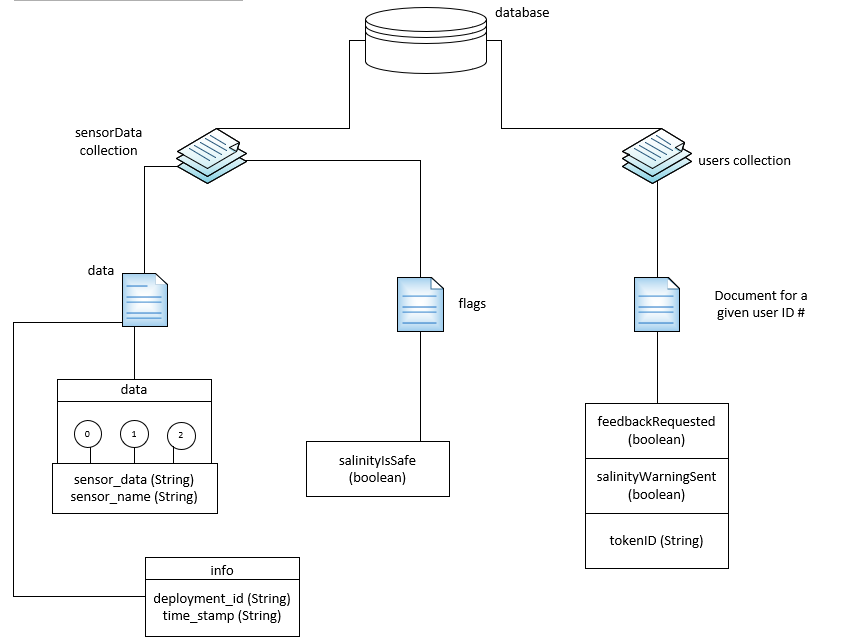 database
sensorData
collection
users collection
data
flags
Document for a
given user ID #
data
0
1
2
sensor_data (String)
sensor_name (String)
salinityIsSafe
(boolean)
feedbackRequested
(boolean)
salinityWarningSent
(boolean)
tokenID (String)
info
deployment_id (String)
time_stamp (String)